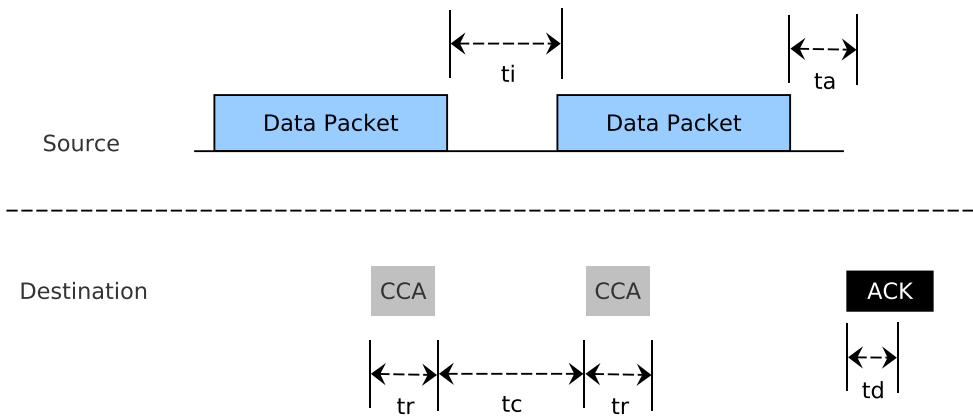 ti
ta
Data Packet
Data Packet
Source
Destination
CCA
CCA
ACK
tr
tc
tr
td